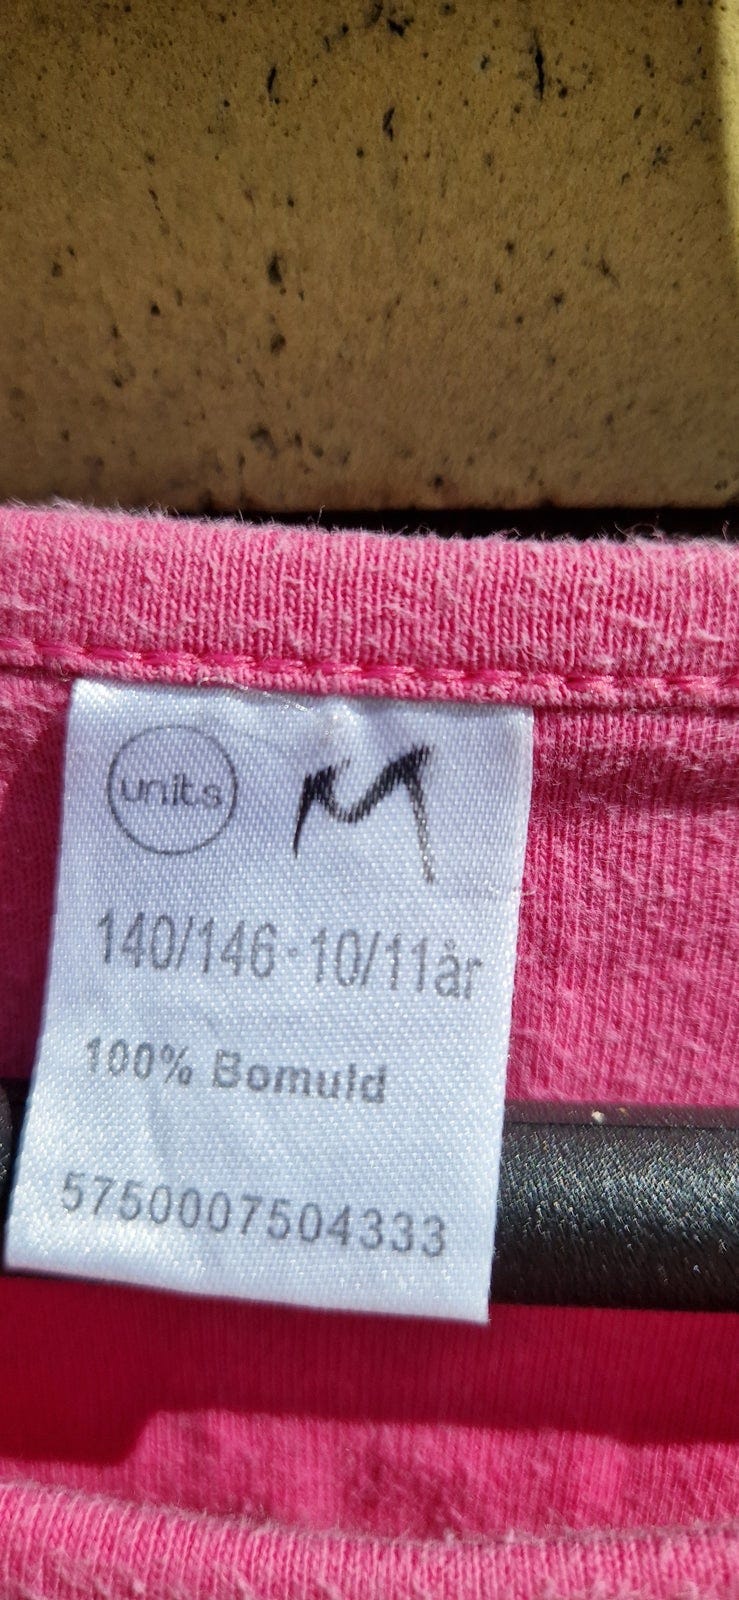 units M
140/146·10/11år
100% Bomuld
5750007504333